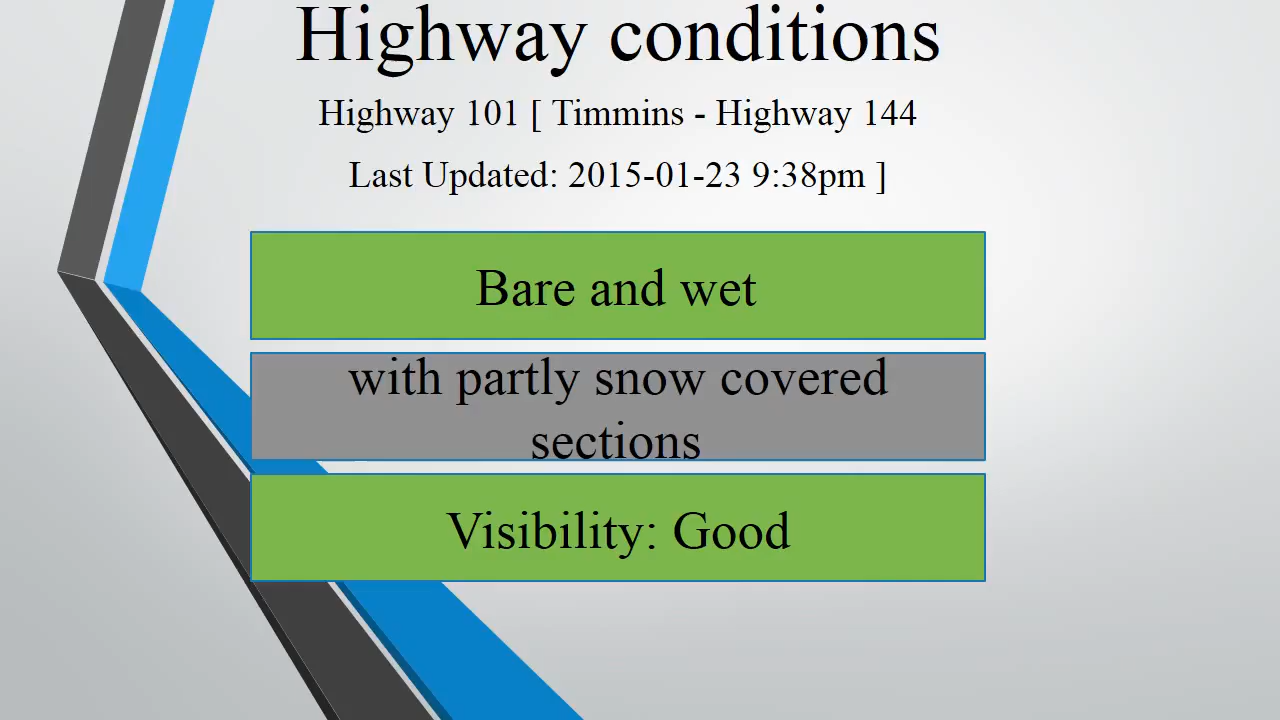 Highway conditions
Highway 101 [ Timmins - Highway 144
Last Updated: 2015-01-23 9:38pm ]
Bare and wet
with partly snow covered
sections
Visibility: Good